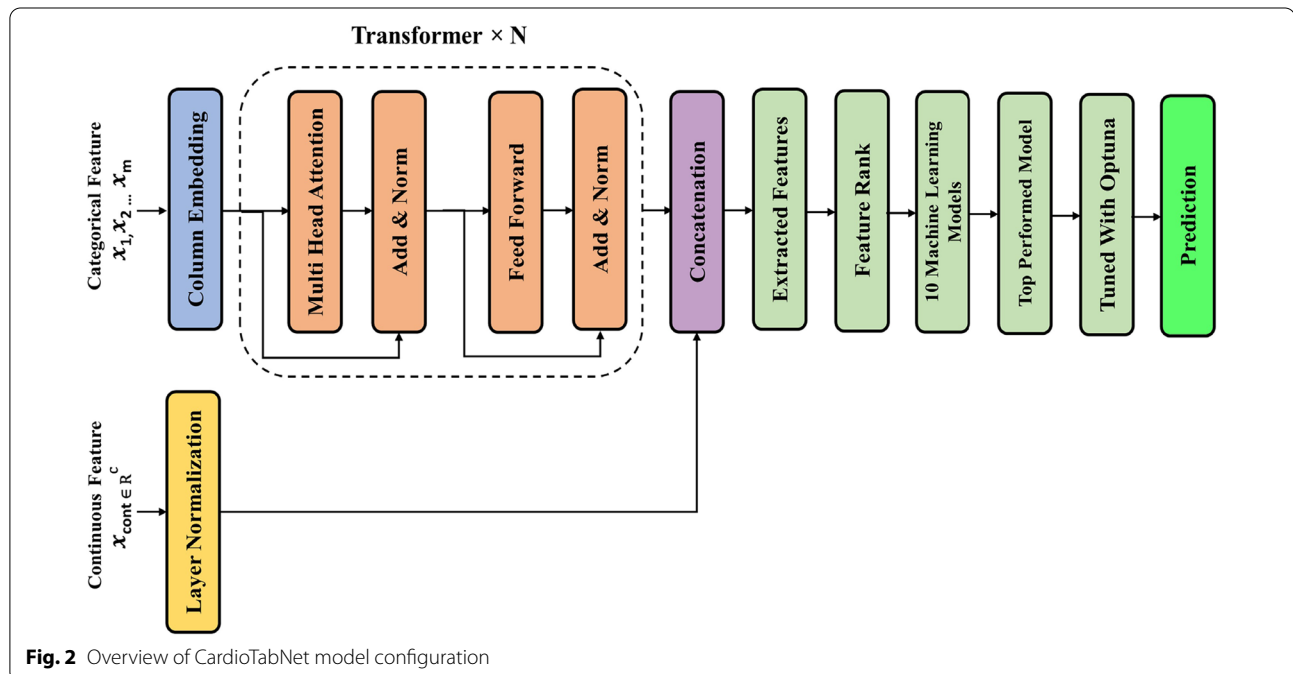 Transformer × N
Categorical Feature
x1, x2 ... xm
Column Embedding
Multi Head Attention
Add & Norm
Feed Forward
Add & Norm
Concatenation
Extracted Features
Feature Rank
10 Machine Learning
Models
Top Performed Model
Tuned With Optuna
Prediction
Continuous Feature
xcont ∈ R^c
Layer Normalization
Fig. 2 Overview of CardioTabNet model configuration